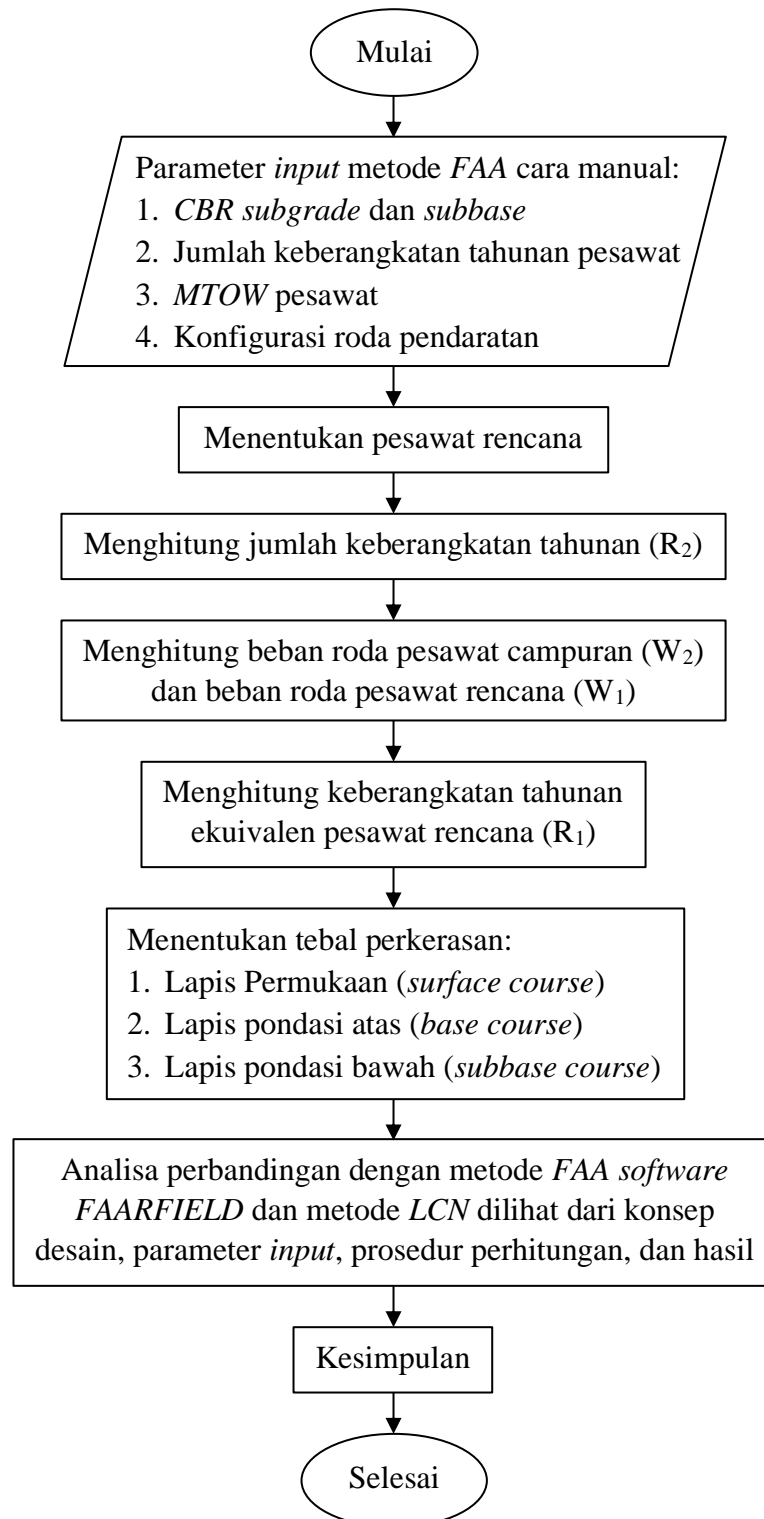 Mulai
Parameter input metode FAA cara manual:
1. CBR subgrade dan subbase
2. Jumlah keberangkatan tahunan pesawat
3. MTOW pesawat
4. Konfigurasi roda pendaratan
Menentukan pesawat rencana
Menghitung jumlah keberangkatan tahunan (R₂)
Menghitung beban roda pesawat campuran (W₂)
dan beban roda pesawat rencana (W₁)
Menghitung keberangkatan tahunan
ekuivalen pesawat rencana (R₁)
Menentukan tebal perkerasan:
1. Lapis Permukaan (surface course)
2. Lapis pondasi atas (base course)
3. Lapis pondasi bawah (subbase course)
Analisa perbandingan dengan metode FAA software
FAARFIELD dan metode LCN dilihat dari konsep
desain, parameter input, prosedur perhitungan, dan hasil
Kesimpulan
Selesai